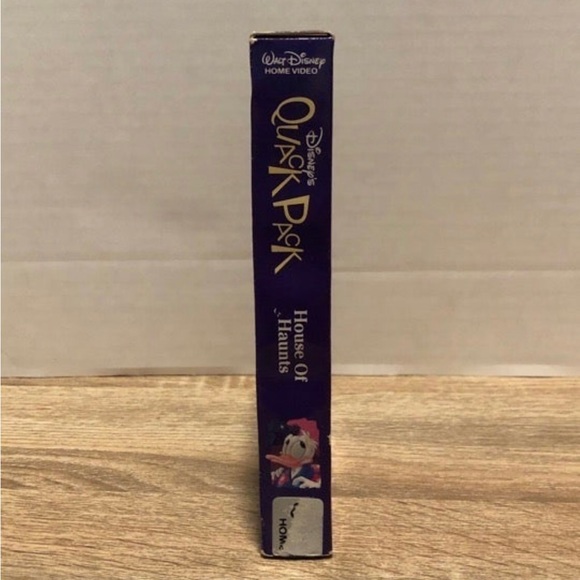 Walt Disney
HOME VIDEO
Disney's
Quack Pack
House Of
Haunts